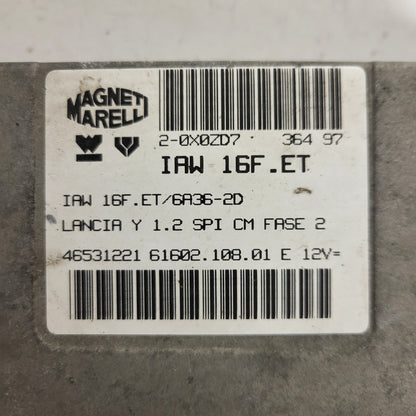 MAGNETI
MARELLI
2-0X0ZD7 364 97
IAW 16F.ET
IAW 16F.ET/6A36-2D
LANCIA Y 1.2 SPI CM FASE 2
46531221 61602.108.01 E 12V=